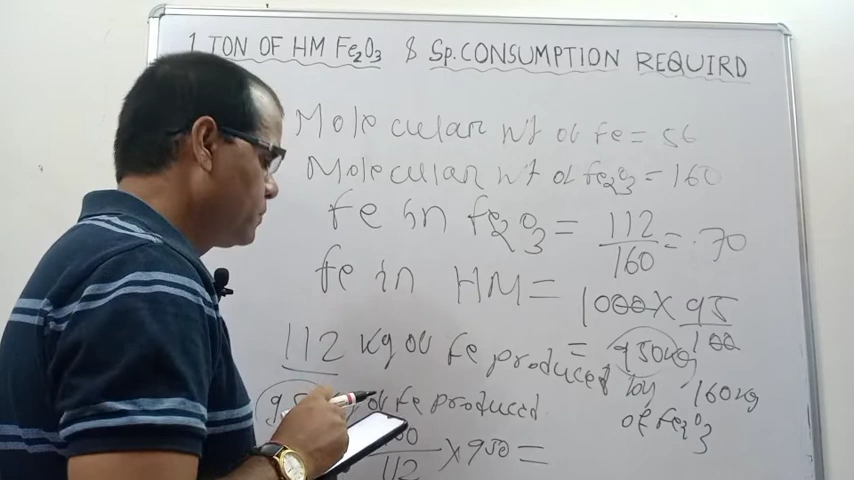 1 TON OF HM Fe₂O₃ & Sp. CONSUMPTION REQUIRD
Molecular wt of Fe = 56
Molecular wt of Fe₂O₃ = 160
Fe in Fe₂O₃ = 112/160 = .70
Fe in HM = 1000 x 95/100
= 950kg
112 kg of Fe produced by 160kg of Fe₂O₃
of Fe produced
/112 x 950 =